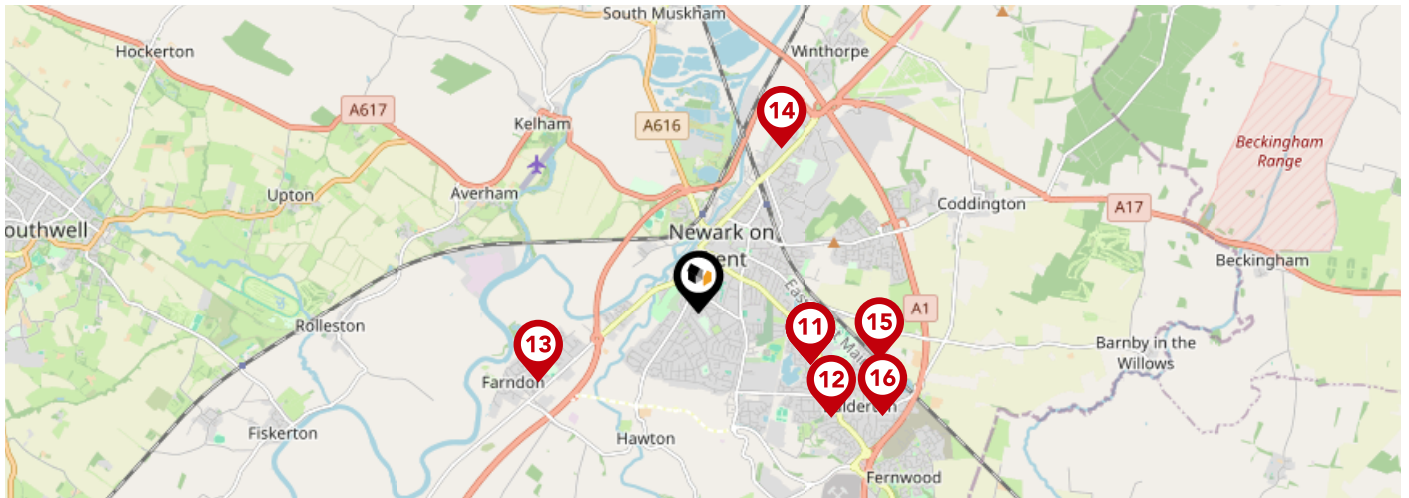 South Muskham
Hockerton
Winthorpe
A617
14
Kelham
A616
Beckingham
Range
Upton
Averham
Coddington
A17
outhwell
Newark on
ent
Beckingham
A1
Rolleston
11
15
13
Barnby in the
Willows
Farndon
12
16
alderton
Fiskerton
Hawton
Fernwood